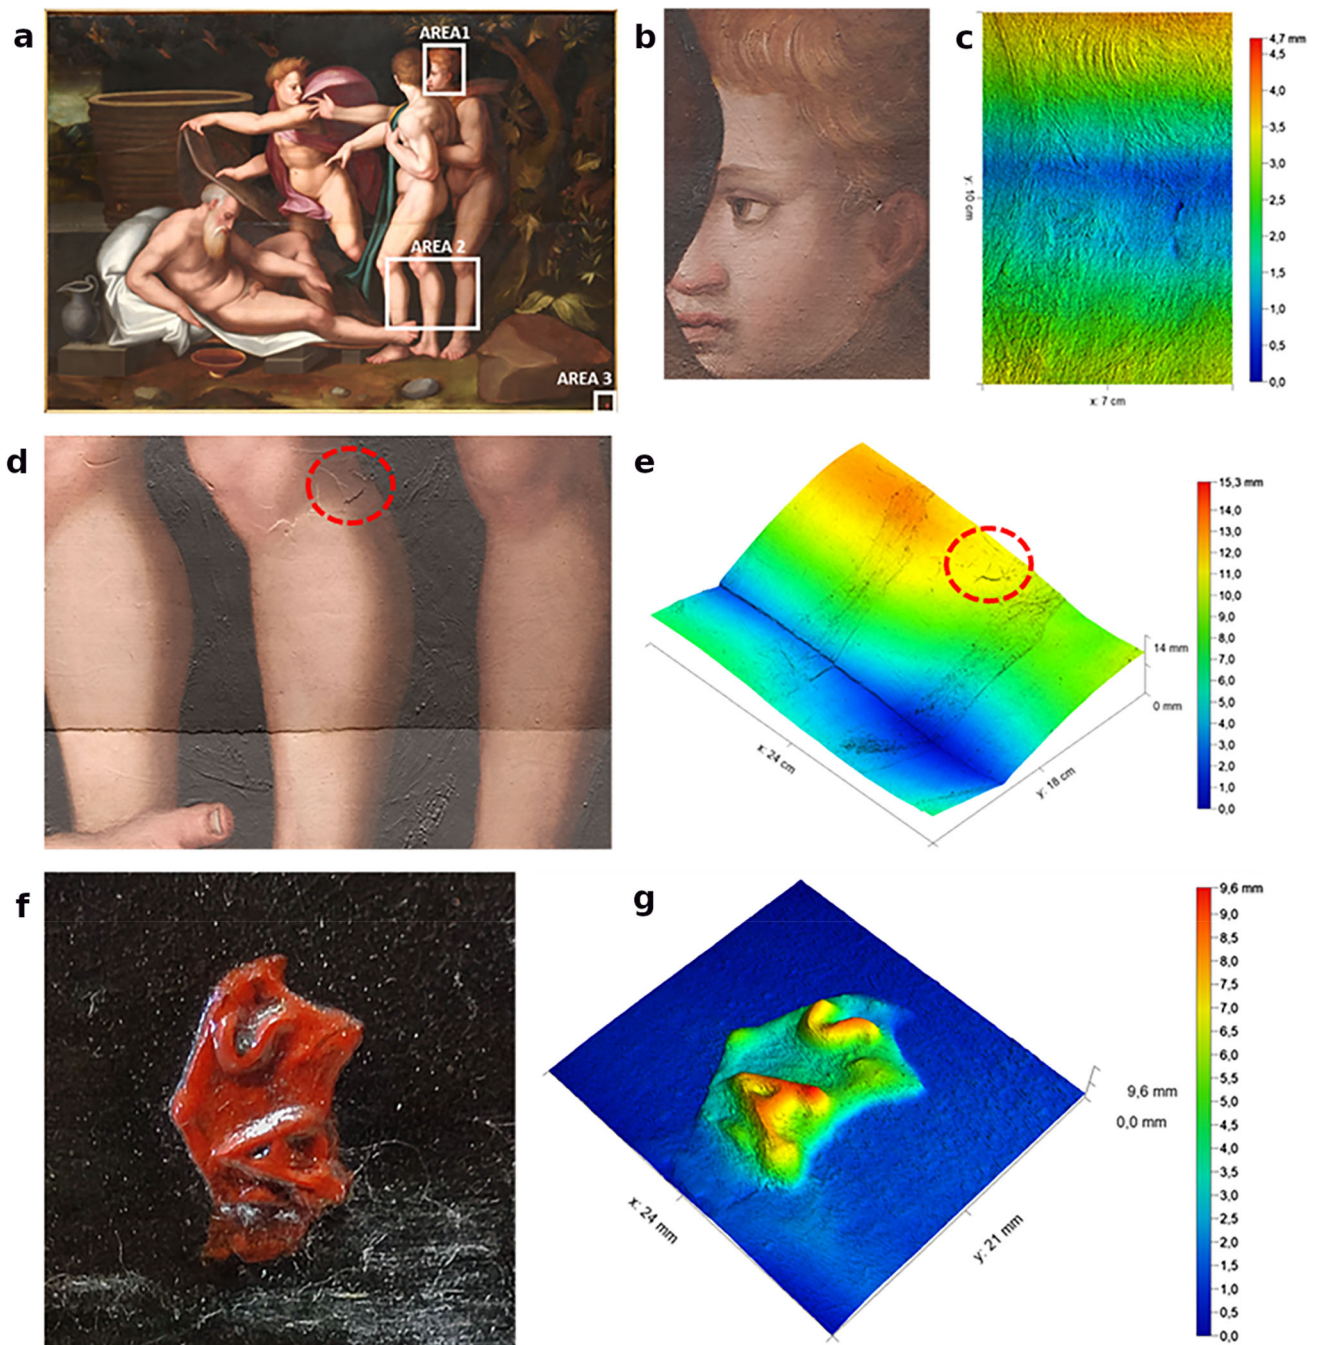 a
AREA1
AREA 2
AREA 3
b
c
y: 10 cm
x: 7 cm
4,7 mm
4,5
4,0
3,5
3,0
2,5
2,0
1,5
1,0
0,5
0,0
d
e
x: 24 cm
y: 18 cm
14 mm
0 mm
15,3 mm
14,0
13,0
12,0
11,0
10,0
9,0
8,0
7,0
6,0
5,0
4,0
3,0
2,0
1,0
0,0
f
g
x: 24 mm
y: 21 mm
9,6 mm
0,0 mm
9,6 mm
9,0
8,5
8,0
7,5
7,0
6,5
6,0
5,5
5,0
4,5
4,0
3,5
3,0
2,5
2,0
1,5
1,0
0,5
0,0